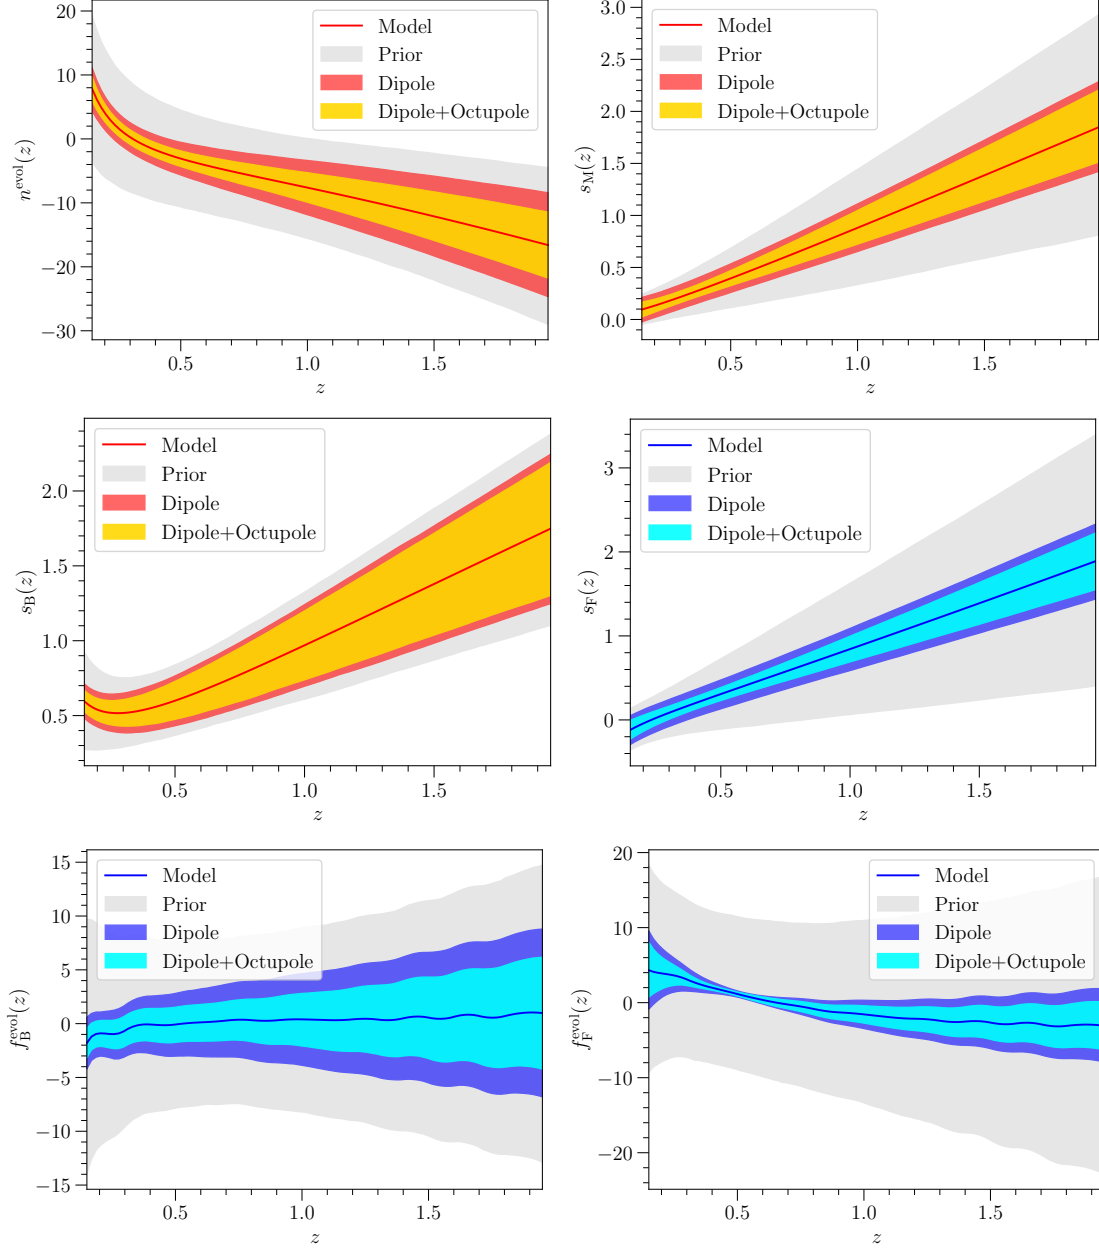 20
10
0
−10
−20
−30
n^evol(z)
Model
Prior
Dipole
Dipole+Octupole
0.5
1.0
1.5
z
3.0
2.5
2.0
1.5
1.0
0.5
0.0
s_M(z)
Model
Prior
Dipole
Dipole+Octupole
0.5
1.0
1.5
z
2.0
1.5
1.0
0.5
s_B(z)
Model
Prior
Dipole
Dipole+Octupole
0.5
1.0
1.5
z
3
2
1
0
s_F(z)
Model
Prior
Dipole
Dipole+Octupole
0.5
1.0
1.5
z
15
10
5
0
−5
−10
−15
f_B^evol(z)
Model
Prior
Dipole
Dipole+Octupole
0.5
1.0
1.5
z
20
10
0
−10
−20
f_F^evol(z)
Model
Prior
Dipole
Dipole+Octupole
0.5
1.0
1.5
z